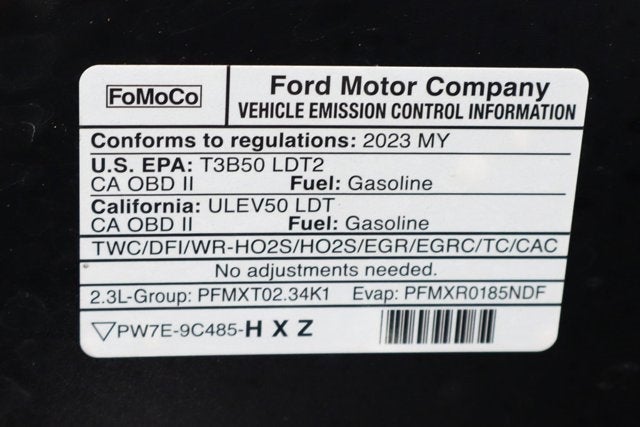 FoMoCo
Ford Motor Company
VEHICLE EMISSION CONTROL INFORMATION
Conforms to regulations: 2023 MY
U.S. EPA: T3B50 LDT2
CA OBD II Fuel: Gasoline
California: ULEV50 LDT
CA OBD II Fuel: Gasoline
TWC/DFI/WR-HO2S/HO2S/EGR/EGRC/TC/CAC
No adjustments needed.
2.3L-Group: PFMXT02.34K1 Evap: PFMXR0185NDF
▽PW7E-9C485-H X Z